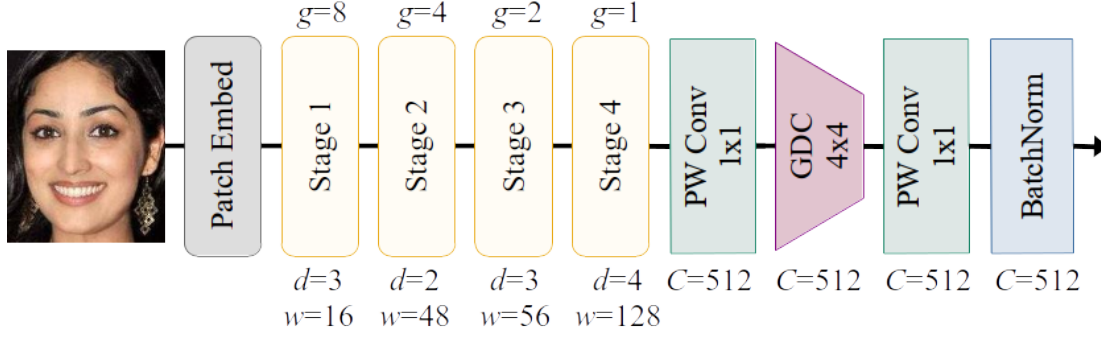 g=8 g=4 g=2 g=1
Patch Embed
Stage 1
Stage 2
Stage 3
Stage 4
PW Conv
1x1
GDC
4x4
PW Conv
1x1
BatchNorm
d=3 d=2 d=3 d=4 C=512 C=512 C=512 C=512
w=16 w=48 w=56 w=128